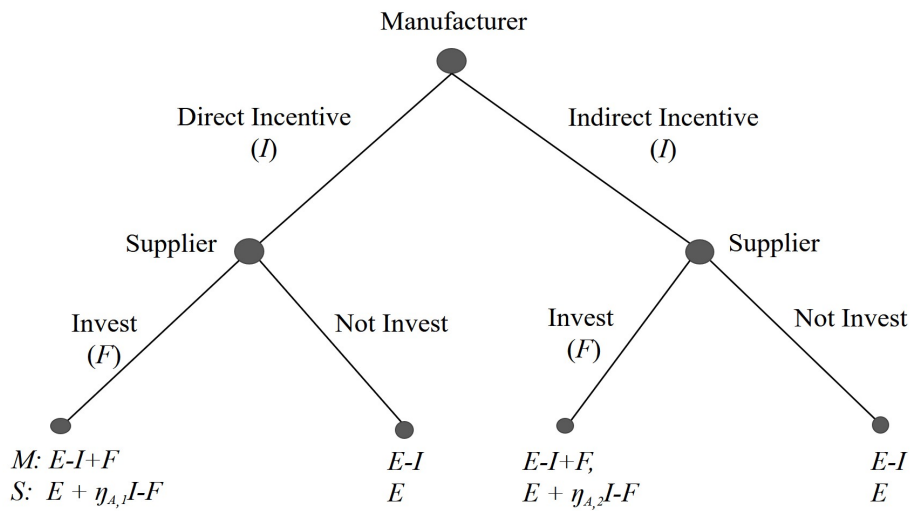 Manufacturer
Direct Incentive
(I)
Indirect Incentive
(I)
Supplier
Supplier
Invest
(F)
Not Invest
Invest
(F)
Not Invest
M: E-I+F
S: E + η_{A,1}I-F
E-I
E
E-I+F,
E + η_{A,2}I-F
E-I
E